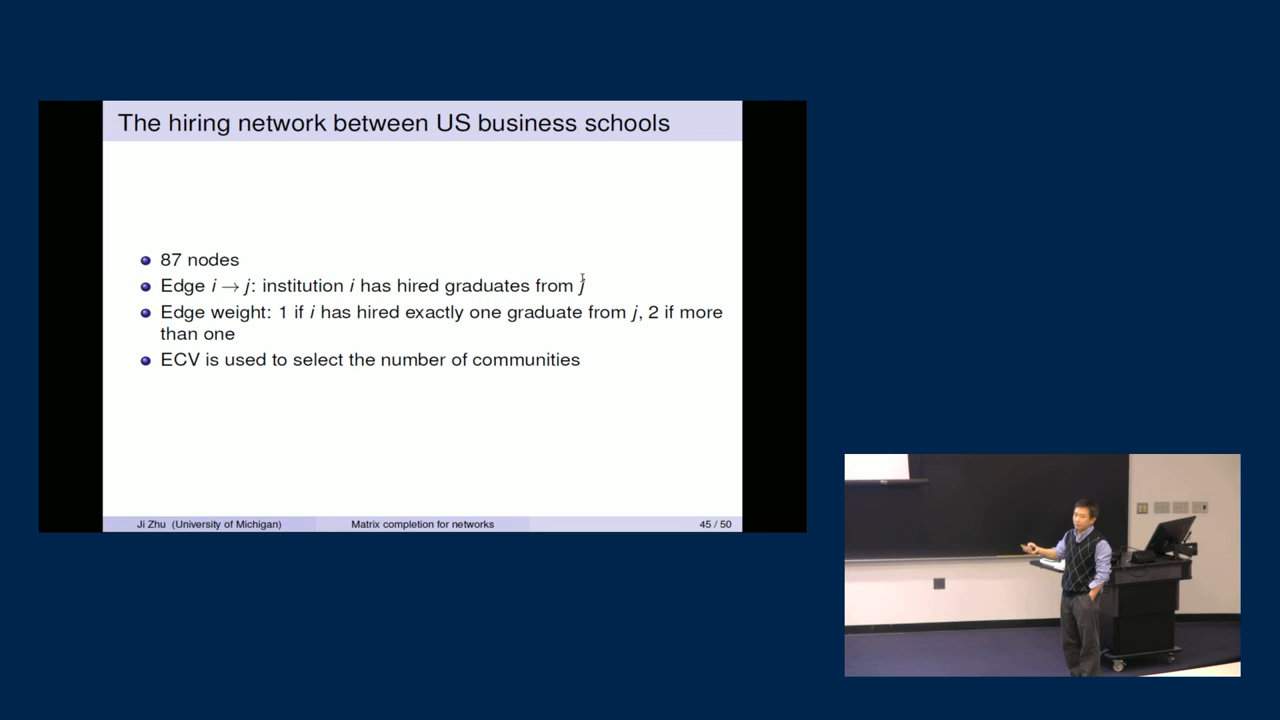 The hiring network between US business schools
87 nodes
Edge i → j: institution i has hired graduates from j
Edge weight: 1 if i has hired exactly one graduate from j, 2 if more
than one
ECV is used to select the number of communities
Ji Zhu (University of Michigan) Matrix completion for networks 45 / 50